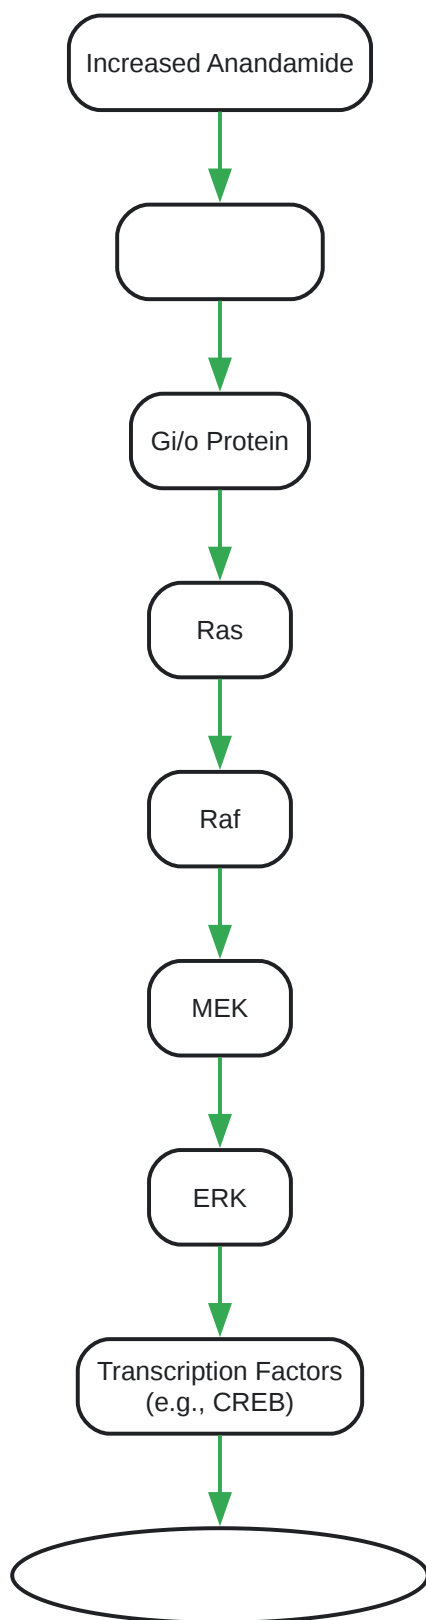 Increased Anandamide
Gi/o Protein
Ras
Raf
MEK
ERK
Transcription Factors
(e.g., CREB)